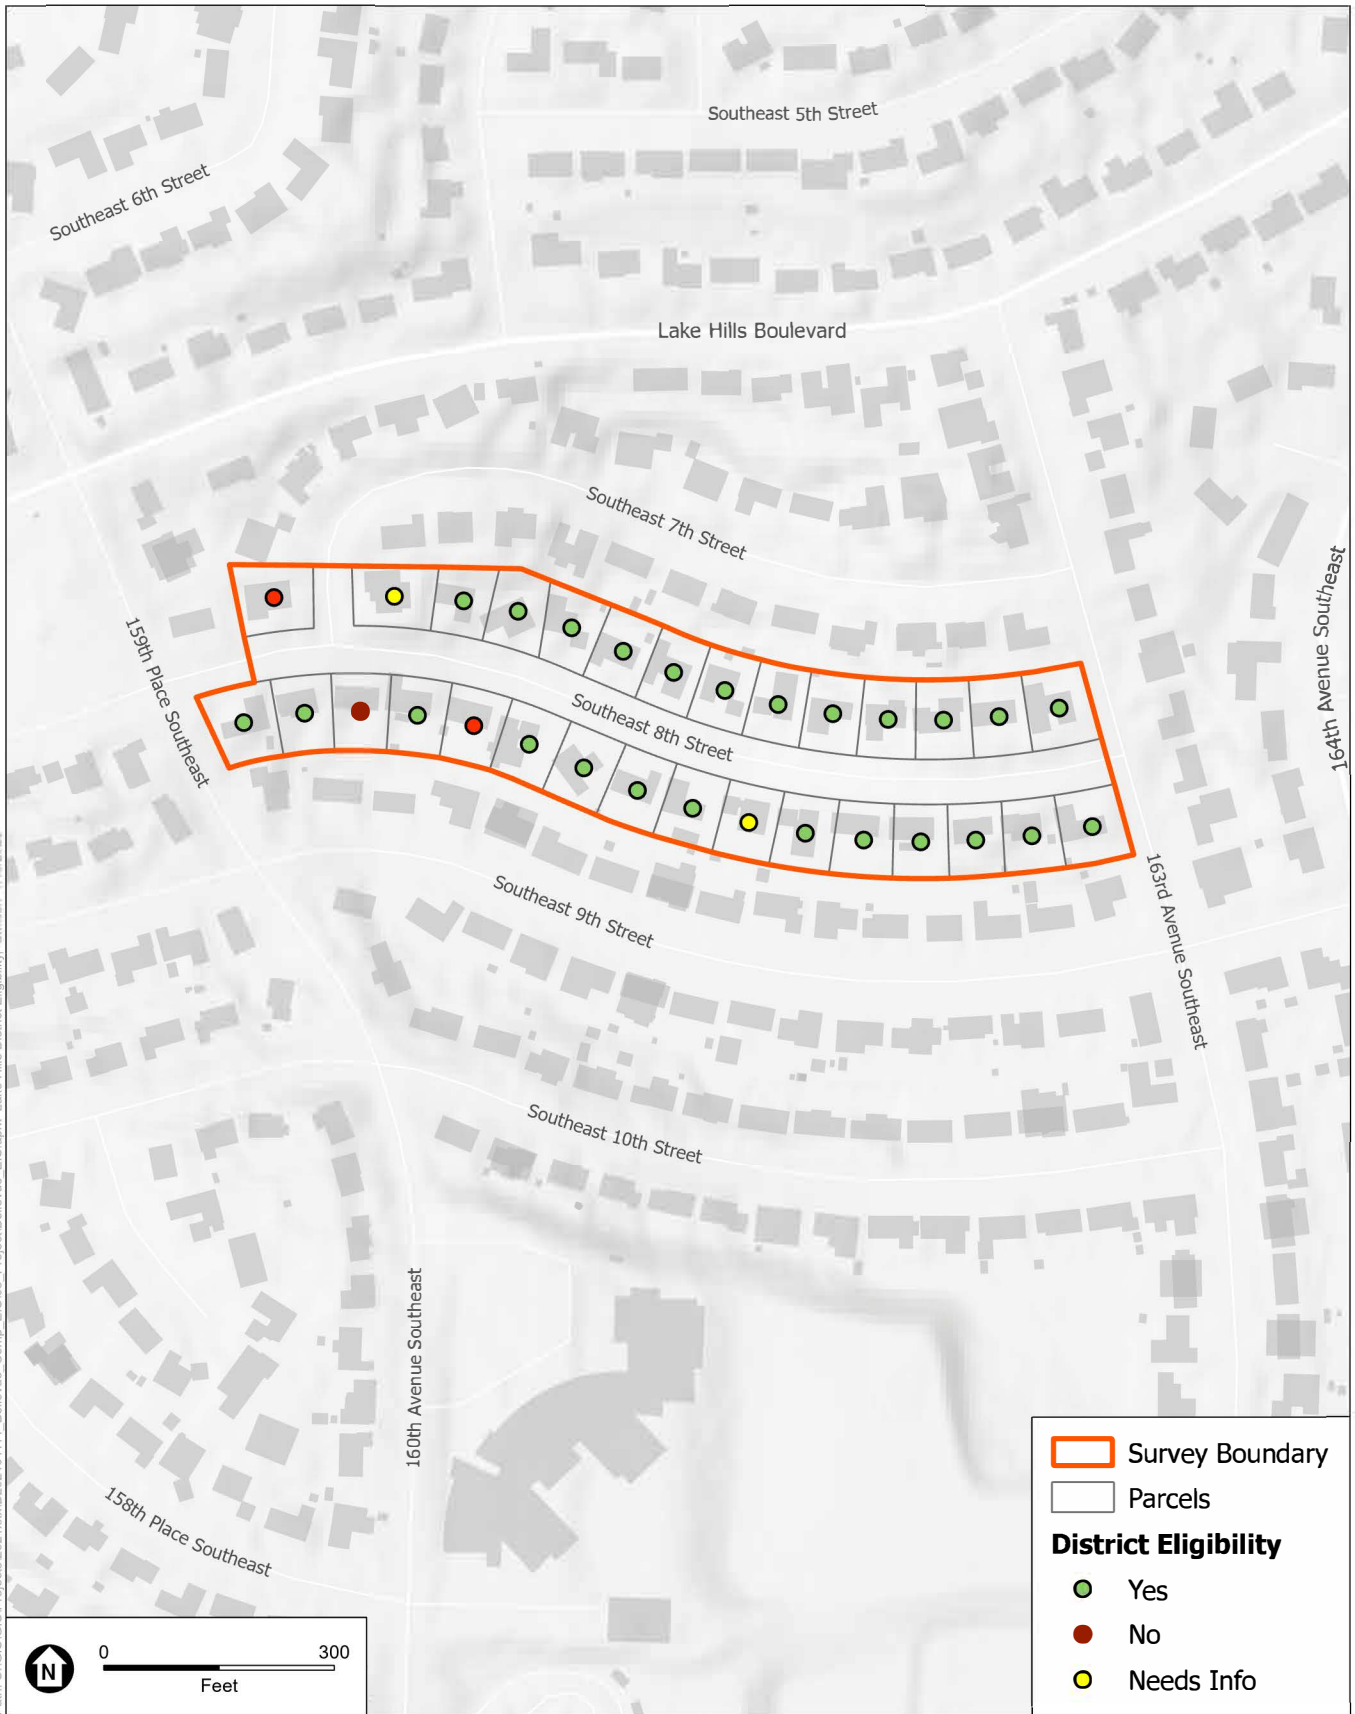 Southeast 5th Street
Southeast 6th Street
Lake Hills Boulevard
Southeast 7th Street
164th Avenue Southeast
159th Place Southeast
Southeast 8th Street
163rd Avenue Southeast
Southeast 9th Street
Southeast 10th Street
160th Avenue Southeast
158th Place Southeast
Survey Boundary
Parcels
District Eligibility
Yes
No
Needs Info
N
0 300
Feet